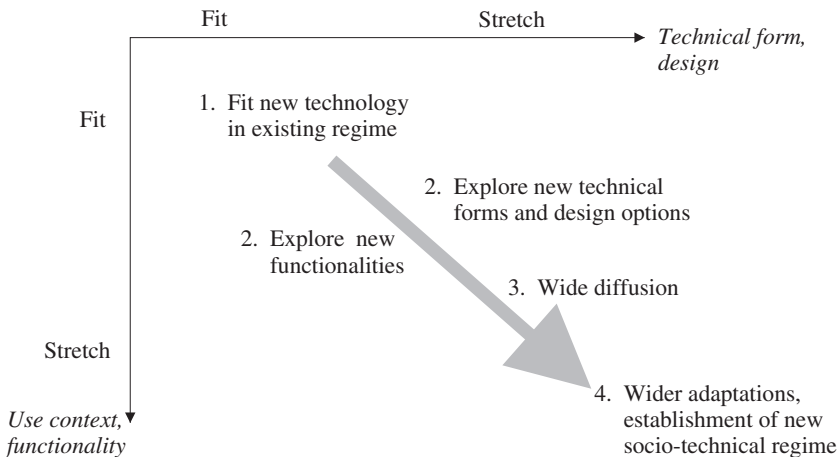 Fit
Stretch
Technical form,
design
Fit
1. Fit new technology
in existing regime
2. Explore new technical
forms and design options
2. Explore new
functionalities
3. Wide diffusion
Stretch
4. Wider adaptations,
establishment of new
socio-technical regime
Use context,
functionality